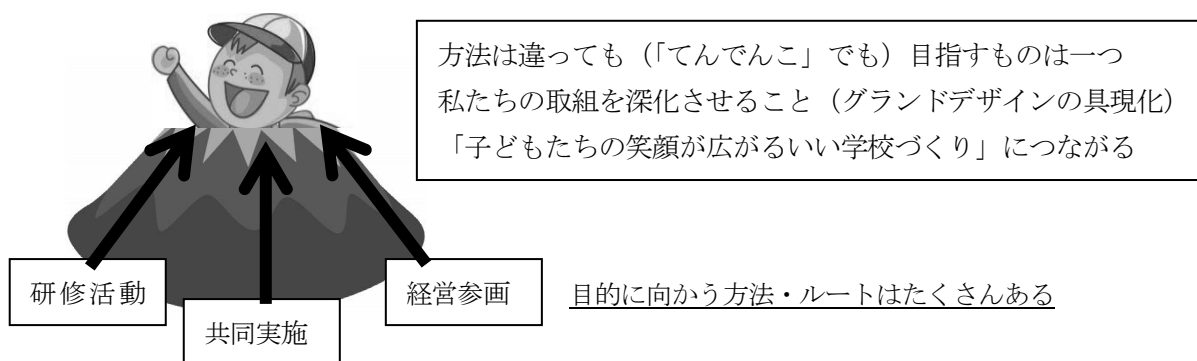 方法は違っても（「てんでんこ」でも）目指すものは一つ
私たちの取組を深化させること（グランドデザインの具現化）
「子どもたちの笑顔が広がるいい学校づくり」につながる
研修活動
共同実施
経営参画
目的に向かう方法・ルートはたくさんある